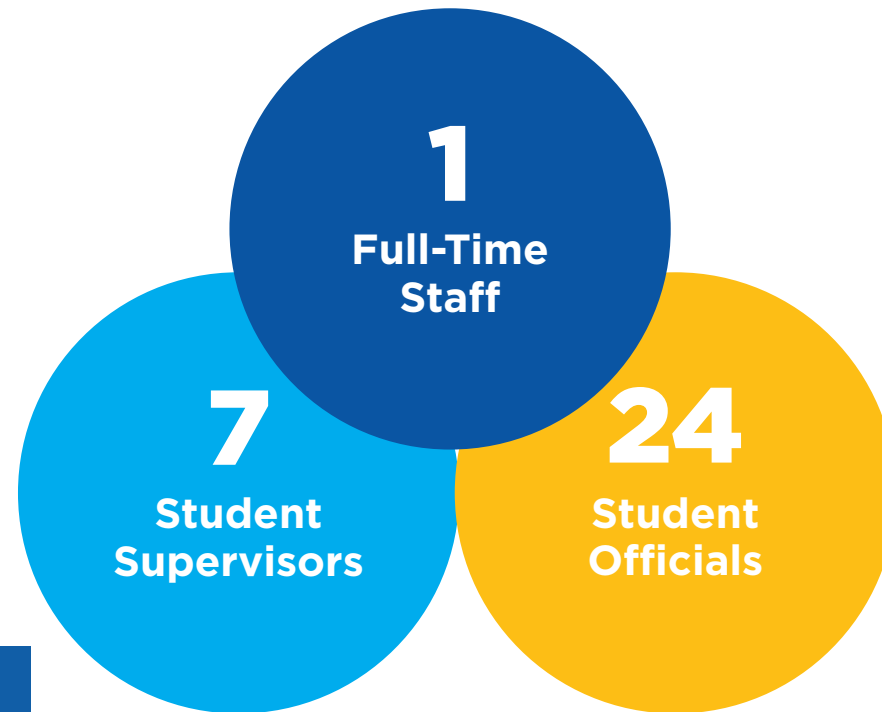 1
Full-Time
Staff
7
Student
Supervisors
24
Student
Officials